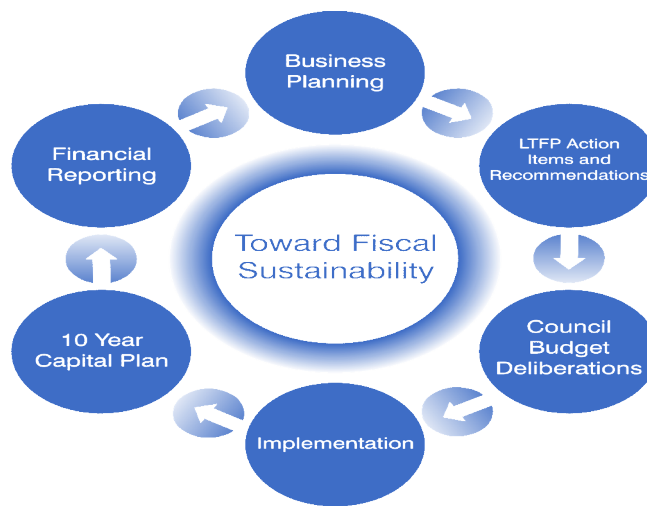 Business
Planning
LTFP Action
Items and
Recommendations
Council
Budget
Deliberations
Implementation
10 Year
Capital Plan
Financial
Reporting
Toward Fiscal
Sustainability